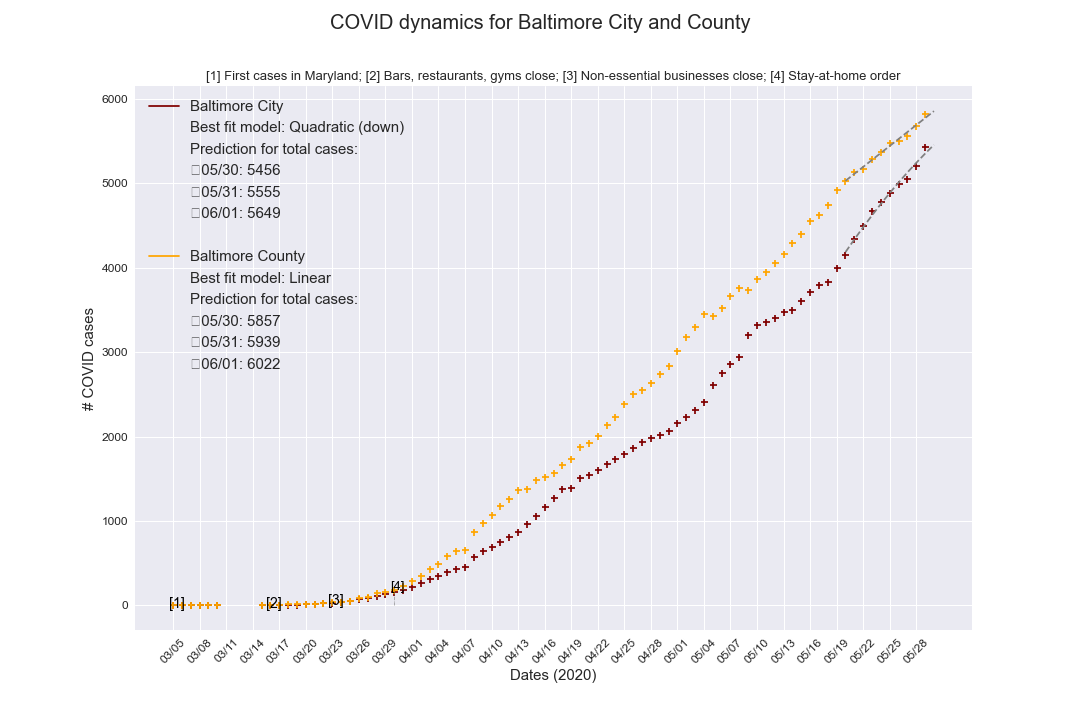 COVID dynamics for Baltimore City and County
[1] First cases in Maryland; [2] Bars, restaurants, gyms close; [3] Non-essential businesses close; [4] Stay-at-home order
Baltimore City
Best fit model: Quadratic (down)
Prediction for total cases:
05/30: 5456
05/31: 5555
06/01: 5649
Baltimore County
Best fit model: Linear
Prediction for total cases:
05/30: 5857
05/31: 5939
06/01: 6022
# COVID cases
6000
5000
4000
3000
2000
1000
0
[1] [2] [3] [4]
03/05 03/08 03/11 03/14 03/17 03/20 03/23 03/26 03/29 04/01 04/04 04/07 04/10 04/13 04/16 04/19 04/22 04/25 04/28 05/01 05/04 05/07 05/10 05/13 05/16 05/19 05/22 05/25 05/28
Dates (2020)